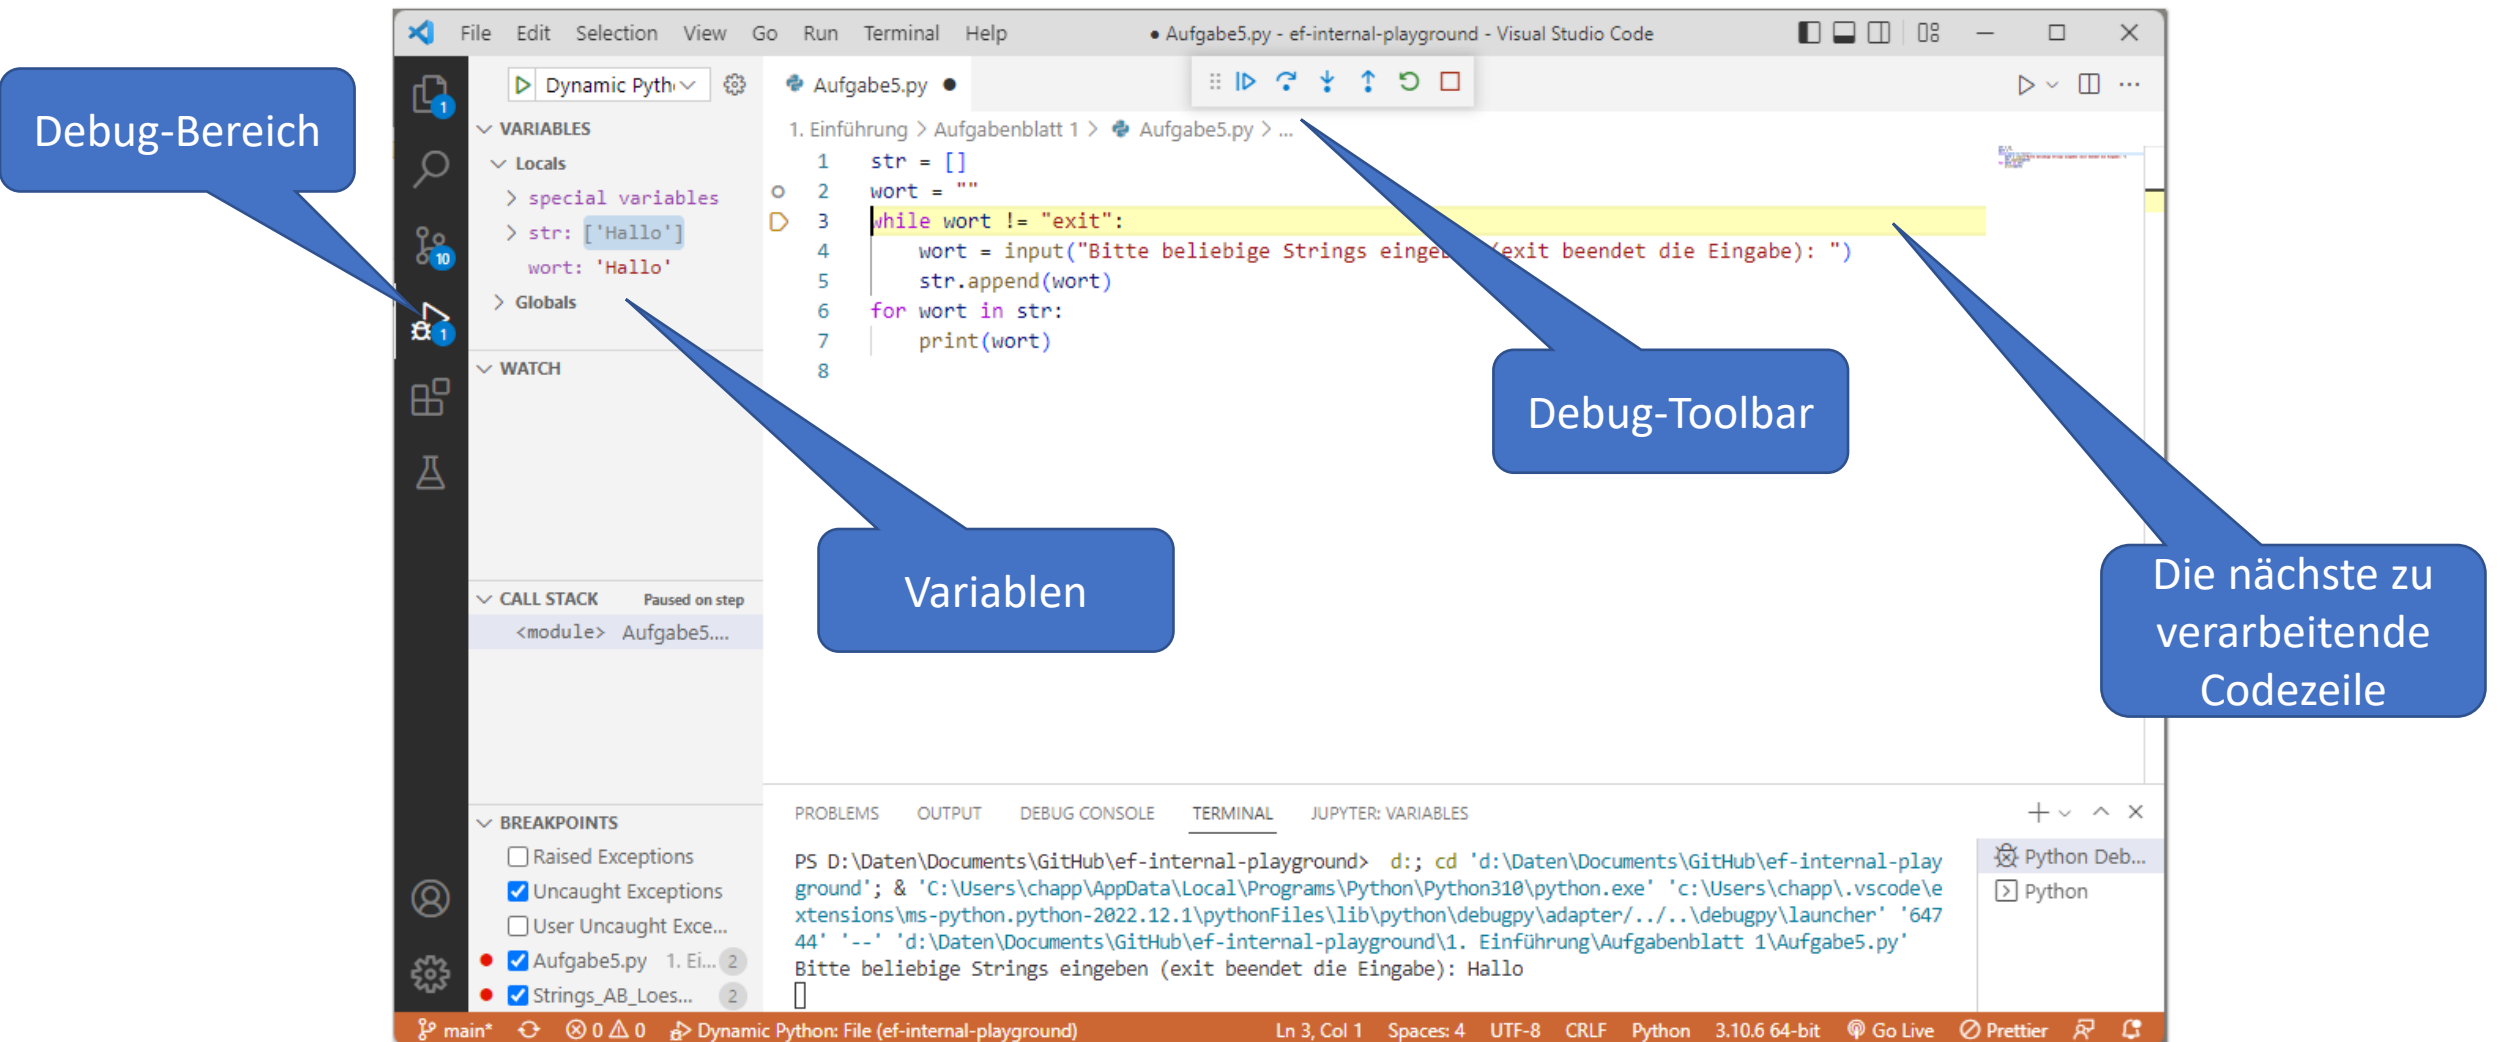 File Edit Selection View Go Run Terminal Help
● Aufgabe5.py - ef-internal-playground - Visual Studio Code
Debug-Bereich
1
10
1
Dynamic Pyth
VARIABLES
Locals
special variables
str: ['Hallo']
wort: 'Hallo'
Globals
WATCH
CALL STACK Paused on step
<module> Aufgabe5....
BREAKPOINTS
Raised Exceptions
Uncaught Exceptions
User Uncaught Exce...
Aufgabe5.py 1. Ei... 2
Strings_AB_Loes... 2
Aufgabe5.py ●
1. Einführung > Aufgabenblatt 1 > Aufgabe5.py > ...
1 str = []
2 wort = ""
3 while wort != "exit":
4 wort = input("Bitte beliebige Strings eingeb (exit beendet die Eingabe): ")
5 str.append(wort)
6 for wort in str:
7 print(wort)
8
Debug-Toolbar
Variablen
Die nächste zu
verarbeitende
Codezeile
PROBLEMS OUTPUT DEBUG CONSOLE TERMINAL JUPYTER: VARIABLES
PS D:\Daten\Documents\GitHub\ef-internal-playground> d:; cd 'd:\Daten\Documents\GitHub\ef-internal-play
ground'; & 'C:\Users\chapp\AppData\Local\Programs\Python\Python310\python.exe' 'c:\Users\chapp\.vscode\e
xtensions\ms-python.python-2022.12.1\pythonFiles\lib\python\debugpy\adapter/../..\debugpy\launcher' '647
44' '--' 'd:\Daten\Documents\GitHub\ef-internal-playground\1. Einführung\Aufgabenblatt 1\Aufgabe5.py'
Bitte beliebige Strings eingeben (exit beendet die Eingabe): Hallo
Python Deb...
Python
main* 0 0 Dynamic Python: File (ef-internal-playground)
Ln 3, Col 1 Spaces: 4 UTF-8 CRLF Python 3.10.6 64-bit Go Live Prettier